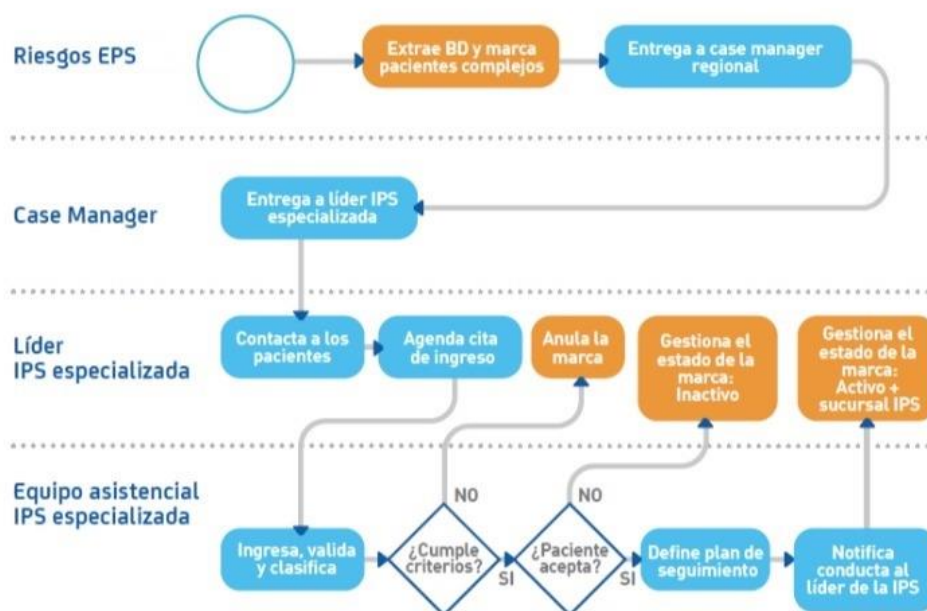 Riesgos EPS
Extrae BD y marca
pacientes complejos
Entrega a case manager
regional
Case Manager
Entrega a líder IPS
especializada
Líder
IPS especializada
Contacta a los
pacientes
Agenda cita
de ingreso
Anula la
marca
Gestiona el
estado de la
marca:
Inactivo
Gestiona el
estado de la
marca:
Activo +
sucursal IPS
Equipo asistencial
IPS especializada
Ingresa, valida
y clasifica
¿Cumple
criterios?
NO
SI
¿Paciente
acepta?
NO
SI
Define plan de
seguimiento
Notifica
conducta al
líder de la IPS